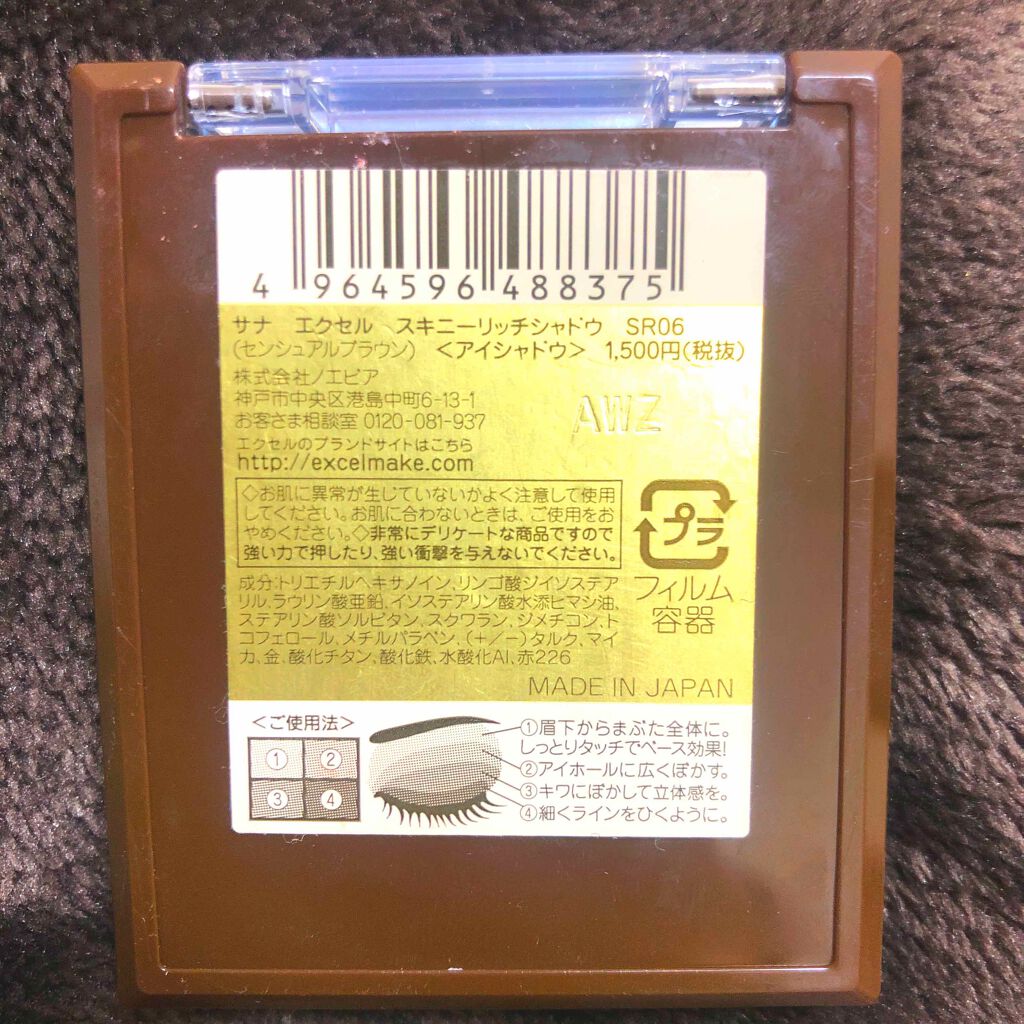 4 964596 488375
サナ エクセル スキニーリッチシャドウ SR06
(センシュアルブラウン) <アイシャドウ> 1,500円(税抜)
株式会社ノエビア
神戸市中央区港島中町6-13-1
お客さま相談室 0120-081-937
エクセルのブランドサイトはこちら
http://excelmake.com
AWZ
◇お肌に異常が生じていないかよく注意して使用
してください。お肌に合わないときは、ご使用をお
やめください。◇非常にデリケートな商品ですので
強い力で押したり、強い衝撃を与えないでください。
プラ
フィルム
容器
成分:トリエチルヘキサノイン、リンゴ酸ジイソステア
リル、ラウリン酸亜鉛、イソステアリン酸水添ヒマシ油、
ステアリン酸ソルビタン、スクワラン、ジメチコン、ト
コフェロール、メチルパラベン、(+/-)タルク、マイ
カ、金、酸化チタン、酸化鉄、水酸化Al、赤226
MADE IN JAPAN
<ご使用法>
① ②
③ ④
①眉下からまぶた全体に。
しっとりタッチでベース効果!
②アイホールに広くぼかす。
③キワにぼかして立体感を。
④細くラインをひくように。